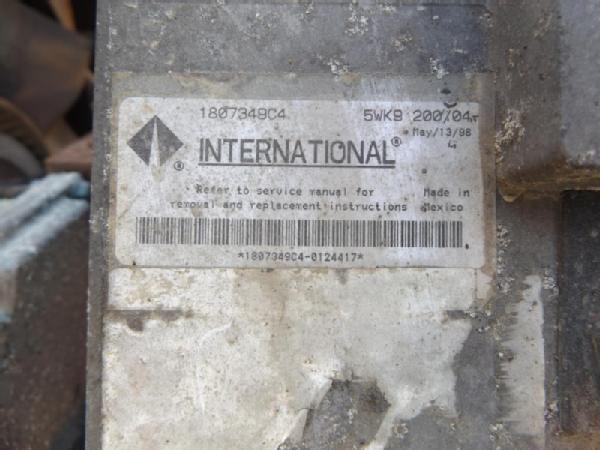 1807349C4 5WK9 200/04
May/13/98
® INTERNATIONAL®
Refer to service manual for Made in
removal and replacement instructions Mexico
*1807349C4-0124417*